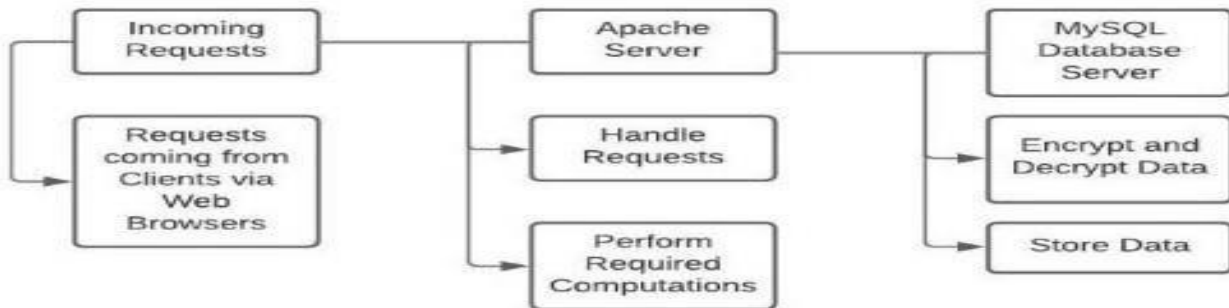 Incoming
Requests
Requests
coming from
Clients via
Web
Browsers
Apache
Server
Handle
Requests
Perform
Required
Computations
MySQL
Database
Server
Encrypt and
Decrypt Data
Store Data